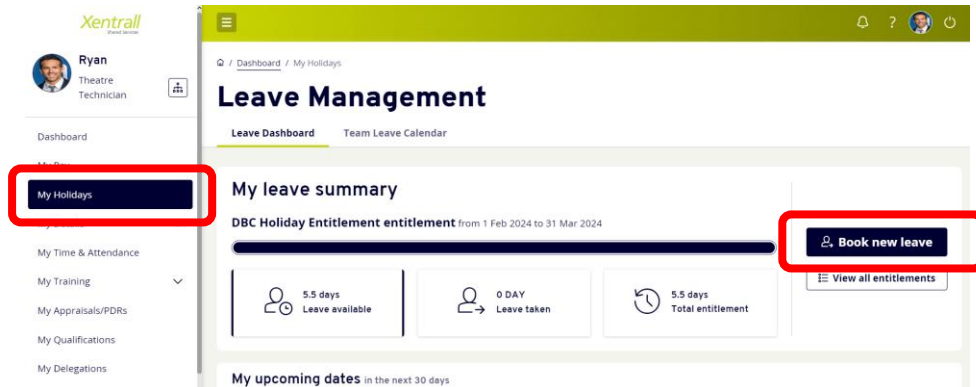 Xentrall
Shared Services
Ryan
Theatre
Technician
Dashboard
My Holidays
My Time & Attendance
My Training
My Appraisals/PDRs
My Qualifications
My Delegations
?
/ Dashboard / My Holidays
Leave Management
Leave Dashboard Team Leave Calendar
My leave summary
DBC Holiday Entitlement entitlement from 1 Feb 2024 to 31 Mar 2024
5.5 days
Leave available
0 DAY
Leave taken
5.5 days
Total entitlement
Book new leave
View all entitlements
My upcoming dates in the next 30 days